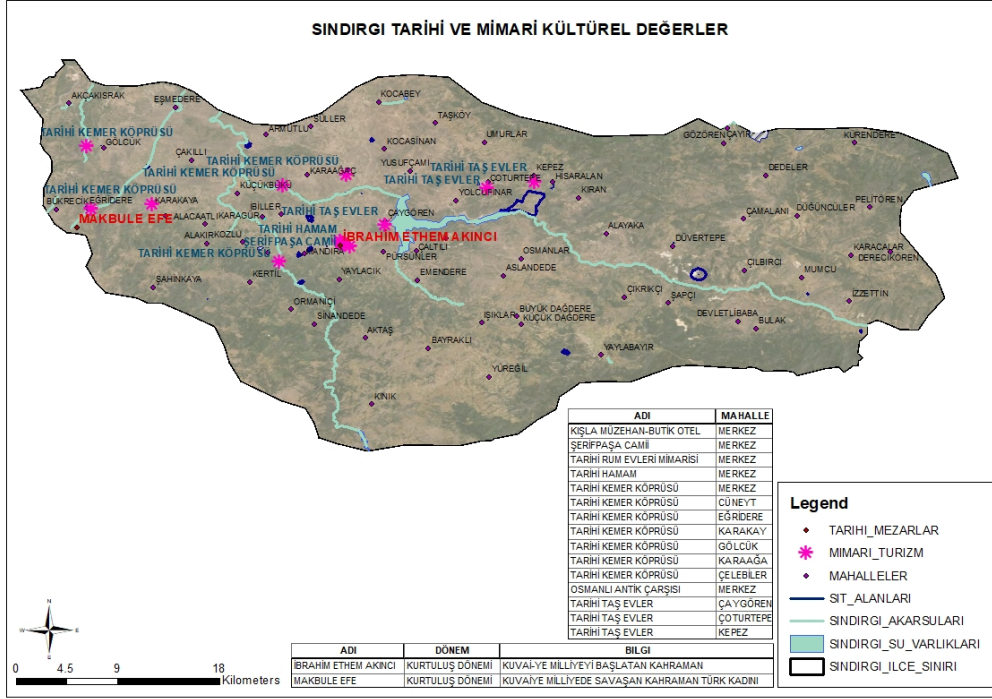 SINDIRGI TARİHİ VE MİMARİ KÜLTÜREL DEĞERLER
KOCABEY
AKÇAKISRAK
EŞMEDERE
SÜLLER
TAŞKÖY
TARİHİ KEMER KÖPRÜSÜ
ARMUTLU
UMURLAR
GÖZÖREN
ÇAYIR
KÜRENDERE
GÖLCÜK
KOCASİNAN
ÇAKILLI
TARİHİ KEMER KÖPRÜSÜ
YUSUFÇAMI
TARİHİ TAŞ EVLER
KEPEZ
DEDELER
TARİHİ KEMER KÖPRÜSÜ
KARAAĞAÇ
TARİHİ TAŞ EVLER
ÇOTURTEPE
HİSARALAN
TARİHİ KEMER KÖPRÜSÜ
KÜÇÜKBÜKÜ
YOLCUPINAR
KIRAN
BÜKRECİK
EGRİDERE
KARAKAYA
PELİTÖREN
MAKBULE EFE
ALACAATLI
KARAGUR
İBİLLER
TARİHİ TAŞ EVLER
ÇAYGÖREN
ÇAMALANI
DÜĞÜNCULER
TARİHİ HAMAM
ALAYAKA
ALAKIR
KOZLU
ŞERİFPAŞA CAMİİ
İBRAHİM ETHEM AKINCI
DÜVERTEPE
TARİHİ KEMER KÖPRÜSÜ
MANDIRA
PÜRSÜNLER
ÇALTILI
OSMANLAR
KARACALAR
DERECİKÖREN
ŞAHİNKAYA
KERTİL
YAYLACIK
EMENDERE
ASLANDEDE
ÇILBIRCI
MUMCU
ORMANİÇİ
ÇIKRIKÇI
ŞAPÇI
İZZETTİN
SİNANDEDE
IŞIKLAR
BÜYÜK DAĞDERE
KÜÇÜK DAĞDERE
DEVLETLİBABA
BULAK
AKTAŞ
BAYRAKLI
YAYLABAYIR
YÜREĞİL
KINIK
ADI MAHALLE
KIŞLA MÜZEHAN-BUTİK OTEL MERKEZ
ŞERİFPAŞA CAMİİ MERKEZ
TARİHİ RUM EVLERİ MİMARİSİ MERKEZ
TARİHİ HAMAM MERKEZ
TARİHİ KEMER KÖPRÜSÜ MERKEZ
TARİHİ KEMER KÖPRÜSÜ CÜNEYT
TARİHİ KEMER KÖPRÜSÜ EĞRİDERE
TARİHİ KEMER KÖPRÜSÜ KARAKAY
TARİHİ KEMER KÖPRÜSÜ GÖLCÜK
TARİHİ KEMER KÖPRÜSÜ KARAAĞA
TARİHİ KEMER KÖPRÜSÜ ÇELEBİLER
OSMANLI ANTİK ÇARŞISI MERKEZ
TARİHİ TAŞ EVLER ÇAYGÖREN
TARİHİ TAŞ EVLER ÇOTURTEPE
TARİHİ TAŞ EVLER KEPEZ
Legend
TARIHI_MEZARLAR
MIMARI_TURIZM
MAHALLELER
SIT_ALANLARI
SINDIRGI_AKARSULARI
SINDIRGI_SU_VARLIKLARI
SINDIRGI_ILCE_SINIRI
N
W E
S
0 4.5 9 18
Kilometers
ADI DÖNEM BILGI
İBRAHİM ETHEM AKINCI KURTULUŞ DÖNEMİ KUVAİ-YE MİLLİYEYİ BAŞLATAN KAHRAMAN
MAKBULE EFE KURTULUŞ DÖNEMİ KUVAİYE MİLLİYEDE SAVAŞAN KAHRAMAN TÜRK KADINI